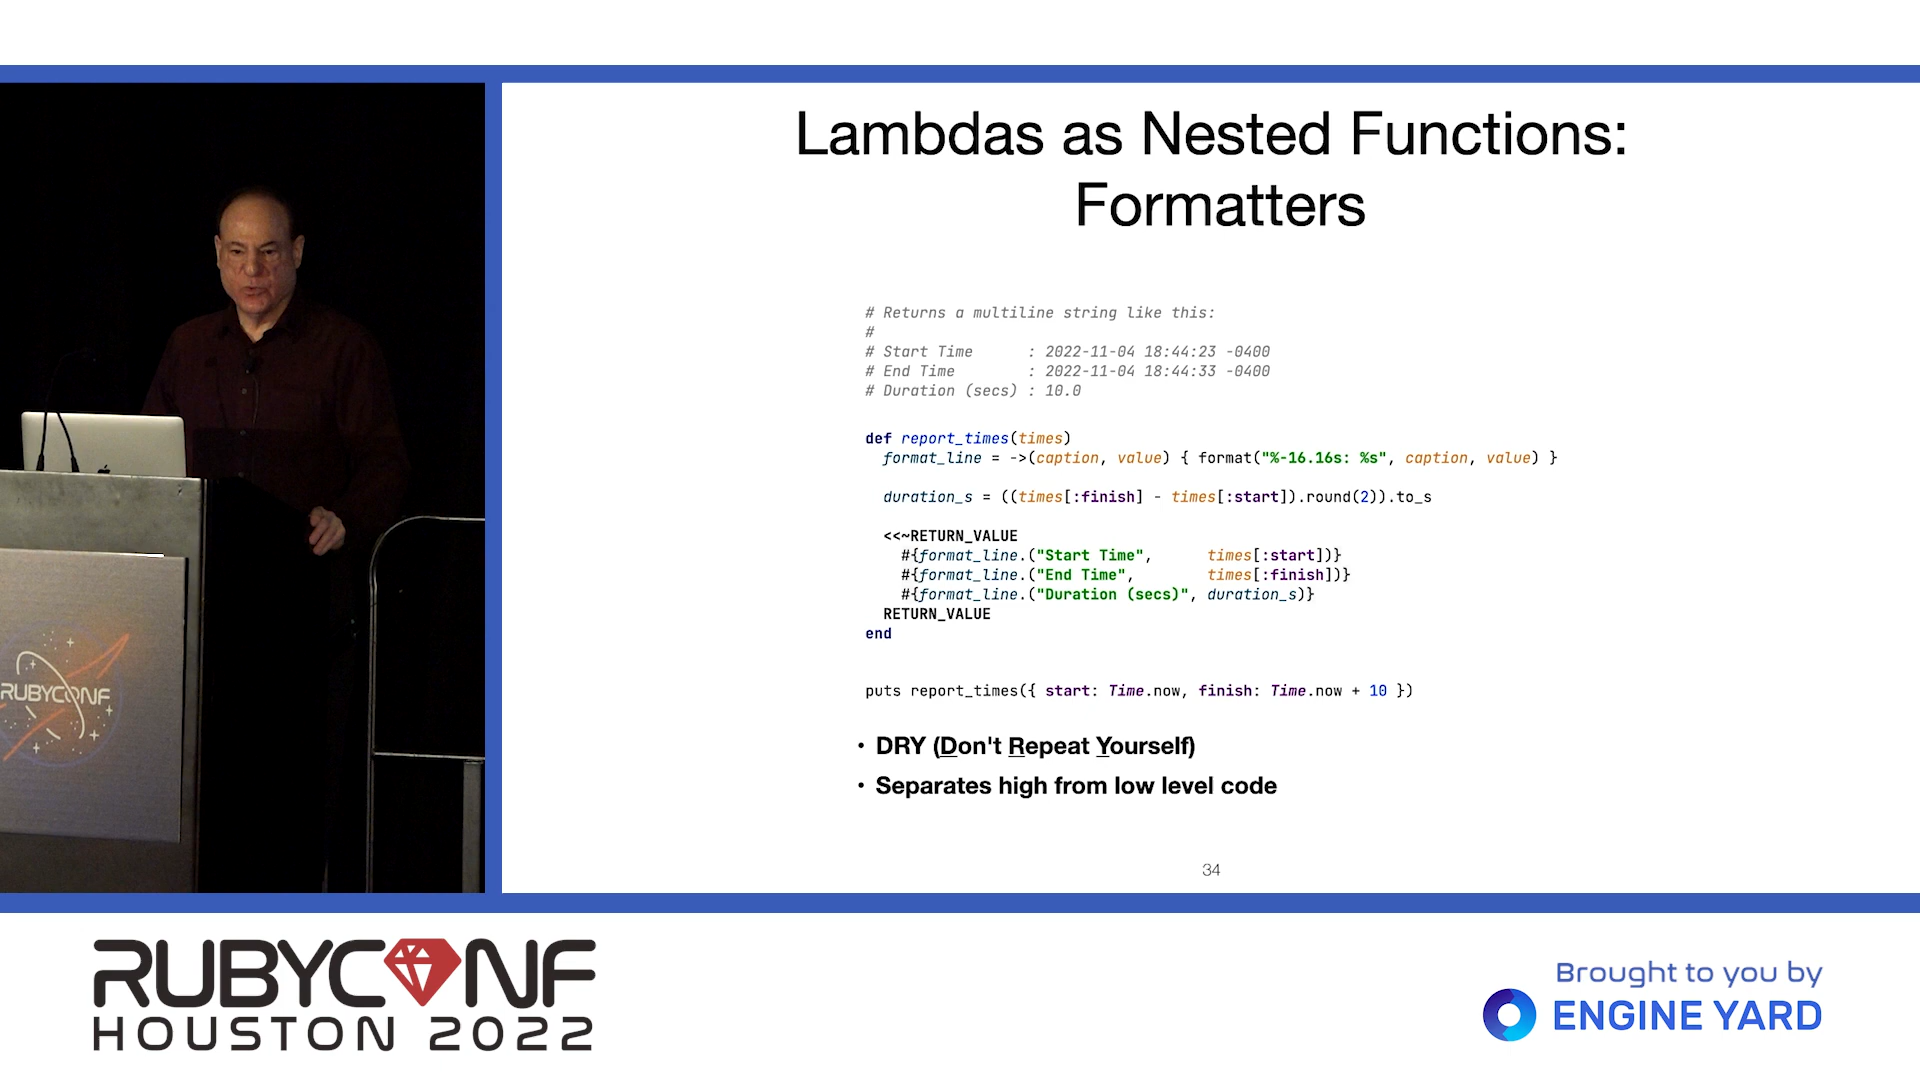 Lambdas as Nested Functions:
Formatters
# Returns a multiline string like this:
#
# Start Time      : 2022-11-04 18:44:23 -0400
# End Time        : 2022-11-04 18:44:33 -0400
# Duration (secs) : 10.0
def report_times(times)
  format_line = ->(caption, value) { format("%-16.16s: %s", caption, value) }
  duration_s = ((times[:finish] - times[:start]).round(2)).to_s
  <<~RETURN_VALUE
    #{format_line.("Start Time",      times[:start])}
    #{format_line.("End Time",        times[:finish])}
    #{format_line.("Duration (secs)", duration_s)}
  RETURN_VALUE
end
puts report_times({ start: Time.now, finish: Time.now + 10 })
• DRY (Don't Repeat Yourself)
• Separates high from low level code
34
RUBYCONF
RUBYCONF
HOUSTON 2022
Brought to you by
ENGINE YARD